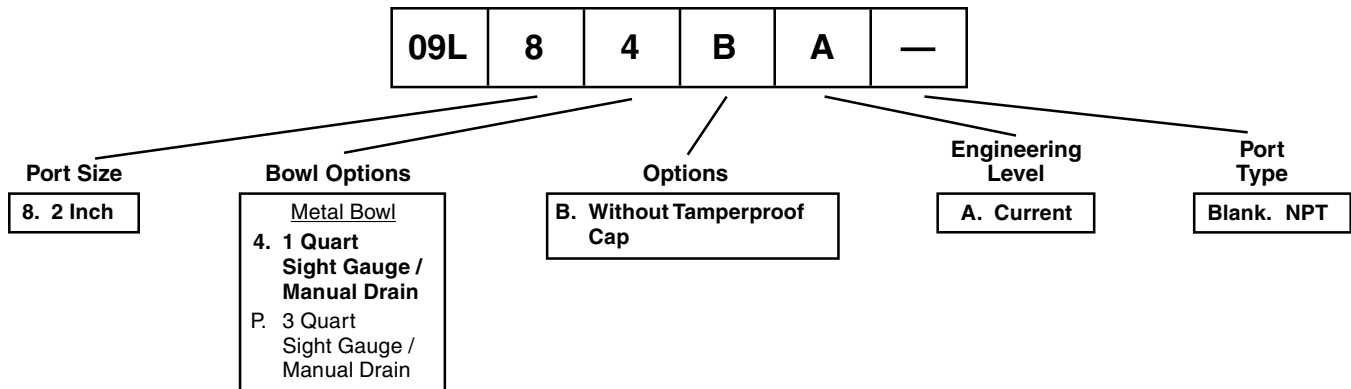 09L 8 4 B A —
Port Size
8. 2 Inch
Bowl Options
Metal Bowl
4. 1 Quart
Sight Gauge /
Manual Drain
P. 3 Quart
Sight Gauge /
Manual Drain
Options
B. Without Tamperproof
Cap
Engineering
Level
A. Current
Port
Type
Blank. NPT